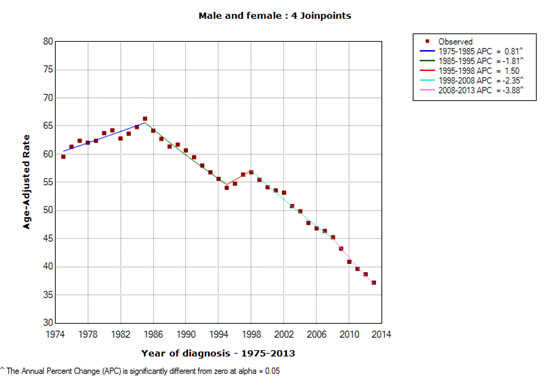 Male and female : 4 Joinpoints
80
75
70
65
60
55
50
45
40
35
30
Age-Adjusted Rate
1974 1978 1982 1986 1990 1994 1998 2002 2006 2010 2014
Year of diagnosis - 1975-2013
Observed
1975-1985 APC = 0.81^
1985-1995 APC = -1.81^
1995-1998 APC = 1.50
1998-2008 APC = -2.35^
2008-2013 APC = -3.88^
^ The Annual Percent Change (APC) is significantly different from zero at alpha = 0.05